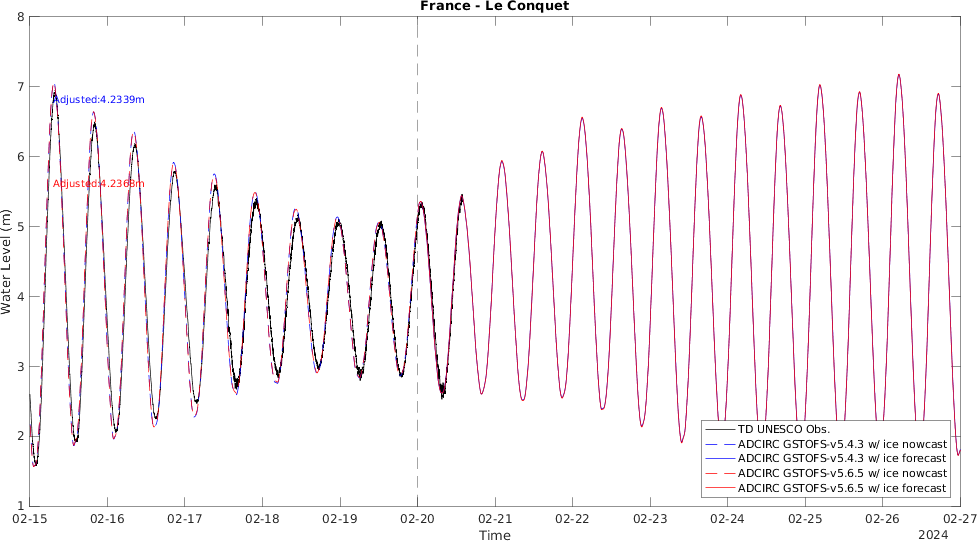 France - Le Conquet
8
7
6
5
4
3
2
1
Water Level (m)
Adjusted:4.2339m
Adjusted:4.2368m
TD UNESCO Obs.
ADCIRC GSTOFS-v5.4.3 w/ ice nowcast
ADCIRC GSTOFS-v5.4.3 w/ ice forecast
ADCIRC GSTOFS-v5.6.5 w/ ice nowcast
ADCIRC GSTOFS-v5.6.5 w/ ice forecast
02-15 02-16 02-17 02-18 02-19 02-20 02-21 02-22 02-23 02-24 02-25 02-26 02-27
Time
2024